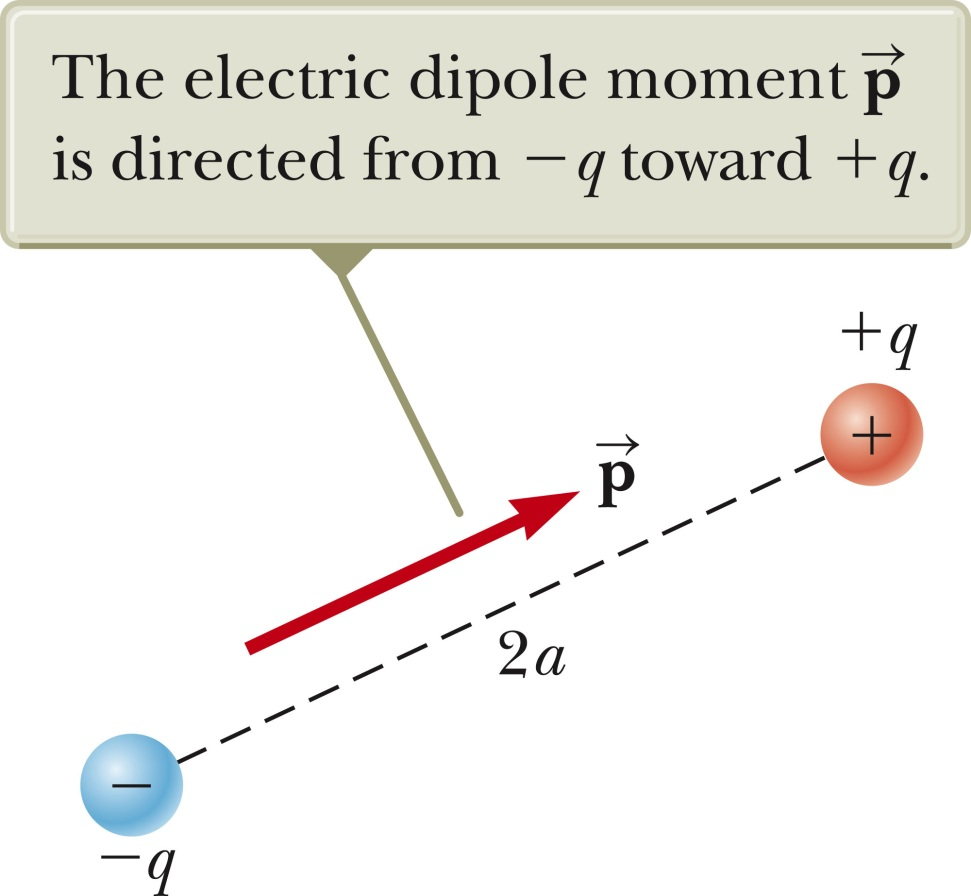 The electric dipole moment p⃗
is directed from −q toward +q.
+q
+
p⃗
2a
−
−q